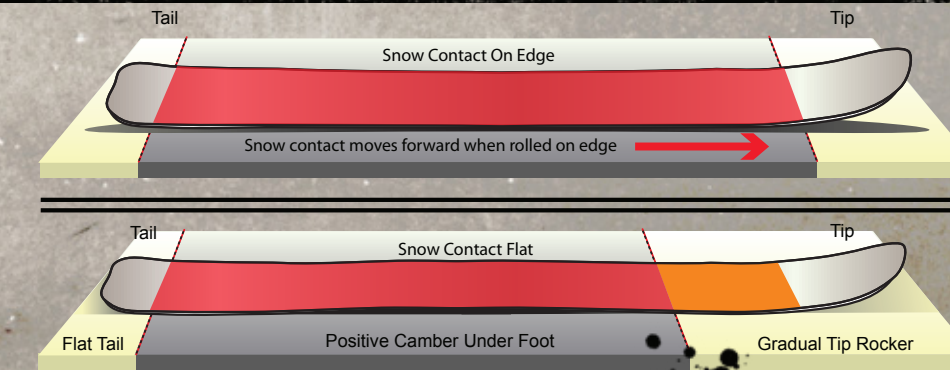 Tail
Tip
Snow Contact On Edge
Snow contact moves forward when rolled on edge
Tail
Tip
Snow Contact Flat
Flat Tail
Positive Camber Under Foot
Gradual Tip Rocker